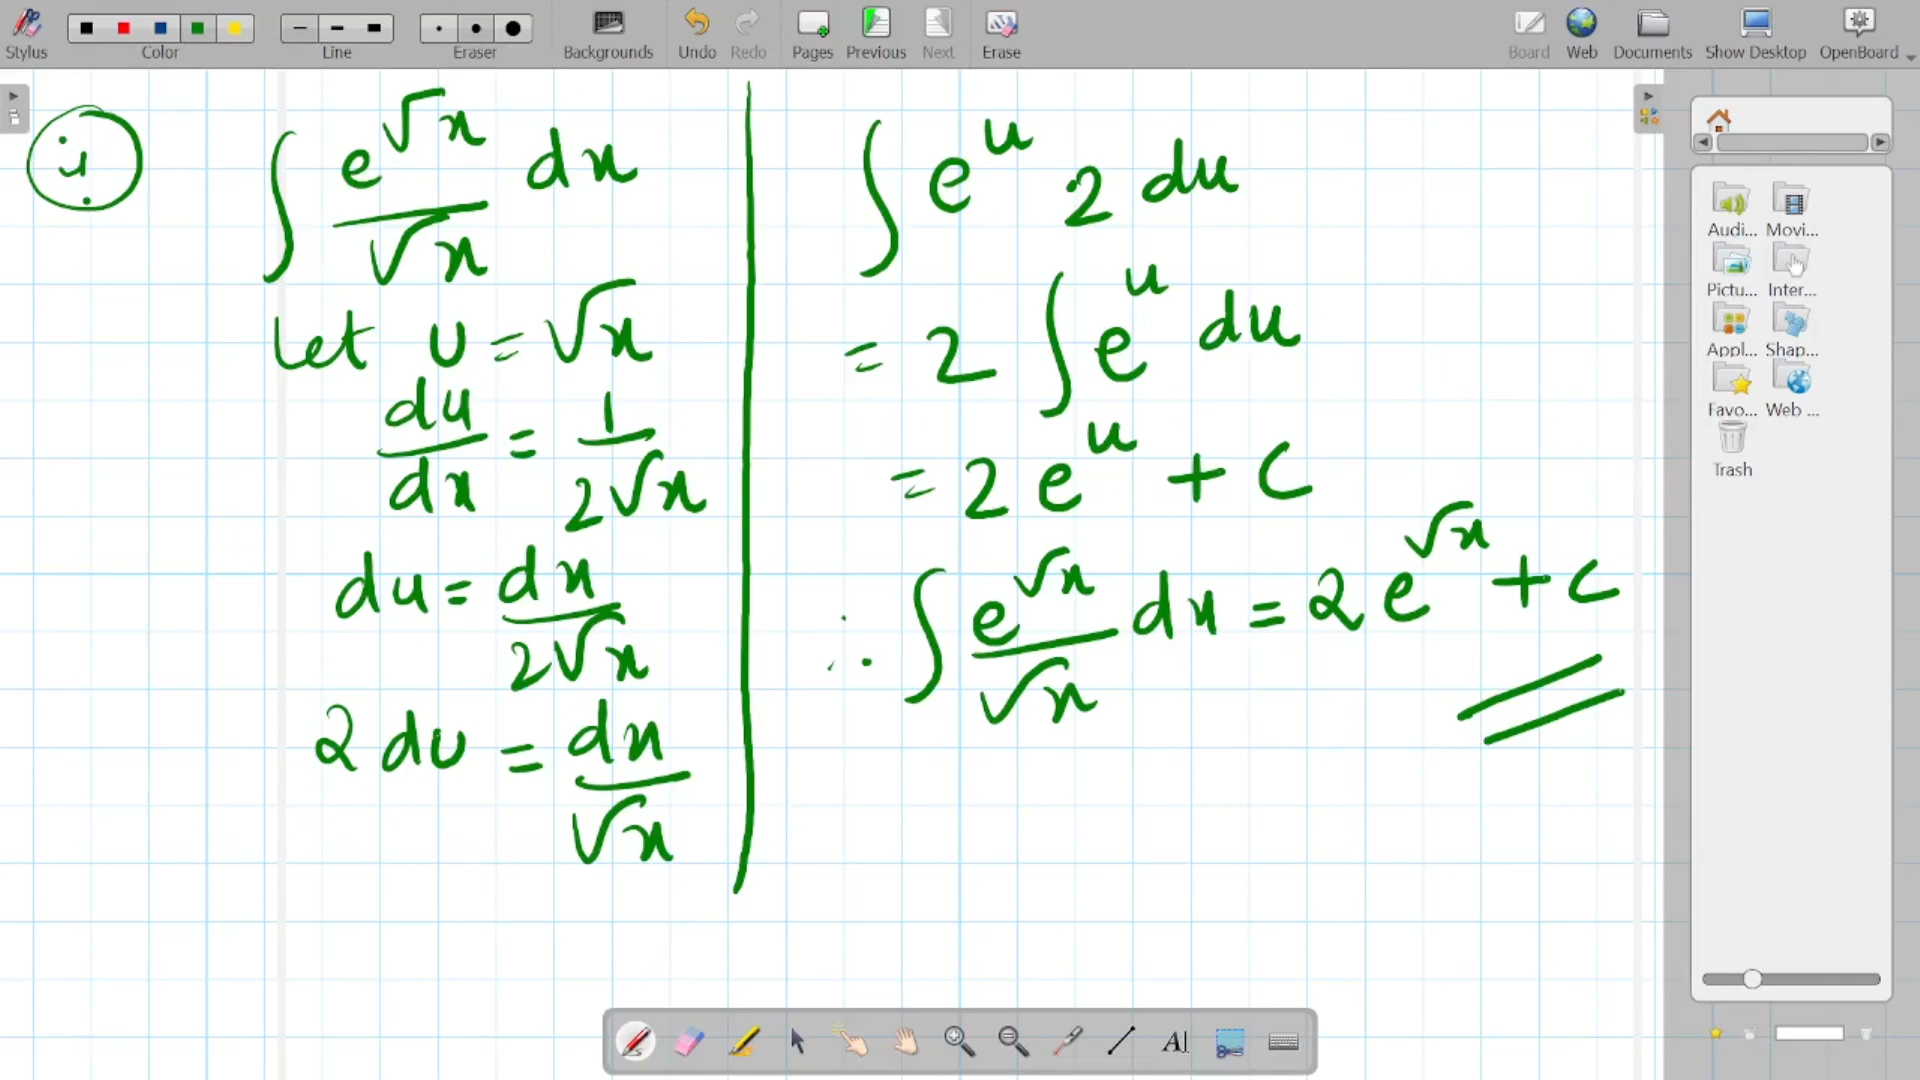 Stylus Color Line Eraser Backgrounds Undo Redo Pages Previous Next Erase Board Web Documents Show Desktop OpenBoard
i.
∫ e^√x/√x dx
Let u = √x
du/dx = 1/2√x
du = dx/2√x
2 du = dx/√x
∫ e^u 2 du
= 2 ∫ e^u du
= 2 e^u + c
∴ ∫ e^√x/√x dx = 2 e^√x + c
Audi... Movi...
Pictu... Inter...
Appl... Shap...
Favo... Web ...
Trash
A